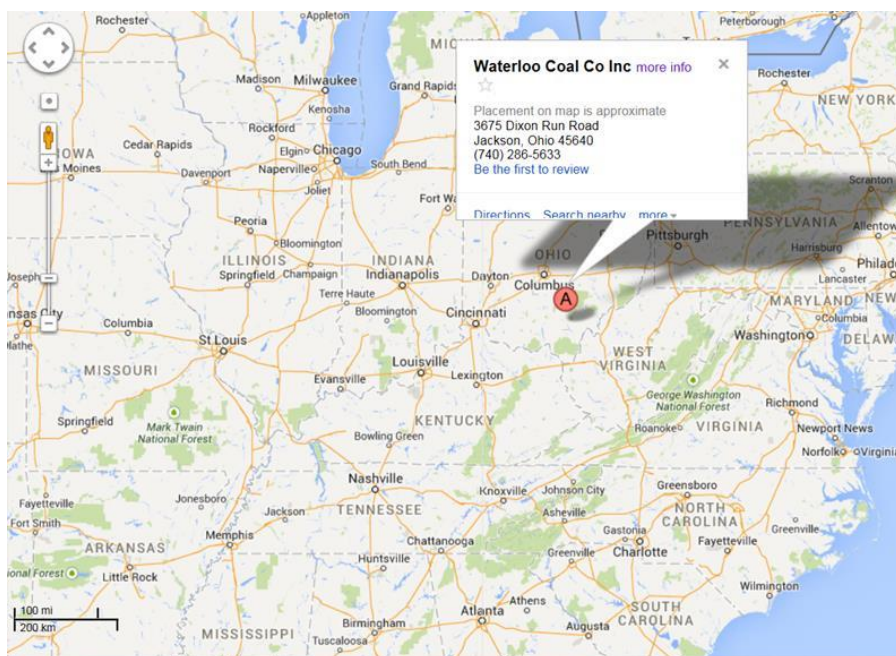 Appleton
Rochester
Peterborough
MIC
Waterloo Coal Co Inc more info
Madison
Milwaukee
Grand Rapids
Rochester
Placement on map is approximate
NEW YORK
Kenosha
3675 Dixon Run Road
Rockford
Jackson, Ohio 45640
IOWA
Cedar Rapids
Elgin
Chicago
(740) 286-5633
Moines
Davenport
Naperville
South Bend
Be the first to review
Joliet
Scranton
Fort Wa
Directions Search nearby more
Peoria
PENNSYLVANIA
Allentow
Bloomington
Pittsburgh
ILLINOIS
INDIANA
OHIO
Harrisburg
Joseph
Springfield
Champaign
Indianapolis
Dayton
Columbus
Philade
Lancaster
Terre Haute
A
MARYLAND
NEW
Kansas City
Columbia
Bloomington
Cincinnati
Columbia
Washington
DELAW
St.Louis
WEST
VIRGINIA
MISSOURI
Louisville
Evansville
Lexington
George Washington
National Forest
Richmond
Springfield
Mark Twain
National Forest
KENTUCKY
Roanoke
VIRGINIA
Newport News
Bowling Green
Norfolk
Virginia
Nashville
Fayetteville
Jonesboro
Knoxville
Johnson City
Greensboro
Jackson
TENNESSEE
NORTH
CAROLINA
Fort Smith
Asheville
Memphis
Chattanooga
Gastonia
Greenville
ARKANSAS
Huntsville
Greenville
Charlotte
Fayetteville
ional Forest
Little Rock
Wilmington
100 mi
Athens
200 km
Atlanta
SOUTH
CAROLINA
MISSISSIPPI
Birmingham
Augusta
Tuscaloosa